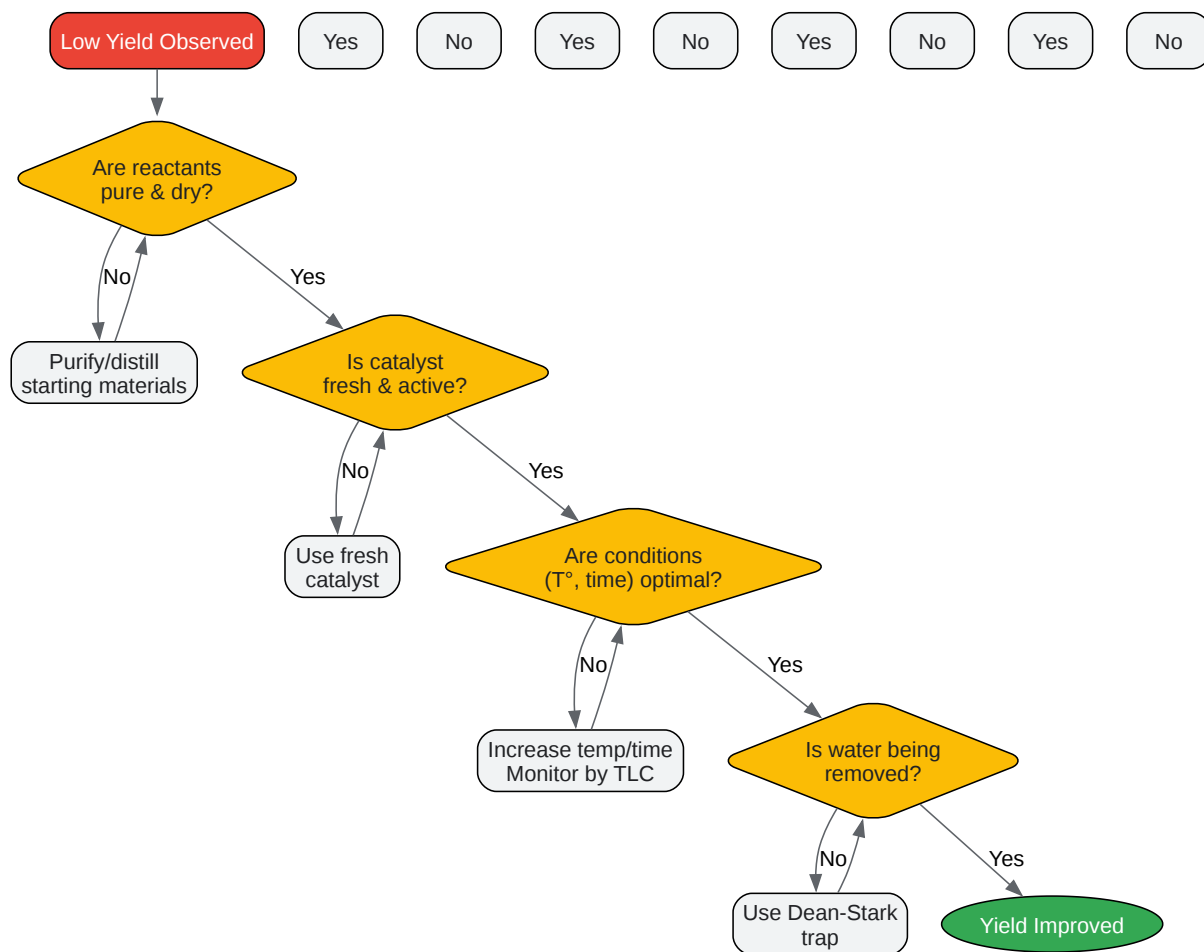 Low Yield Observed
Yes
No
Yes
No
Yes
No
Yes
No
Are reactants
pure & dry?
No
Yes
Purify/distill
starting materials
Is catalyst
fresh & active?
No
Yes
Use fresh
catalyst
Are conditions
(T°, time) optimal?
No
Yes
Increase temp/time
Monitor by TLC
Is water being
removed?
No
Yes
Use Dean-Stark
trap
Yield Improved